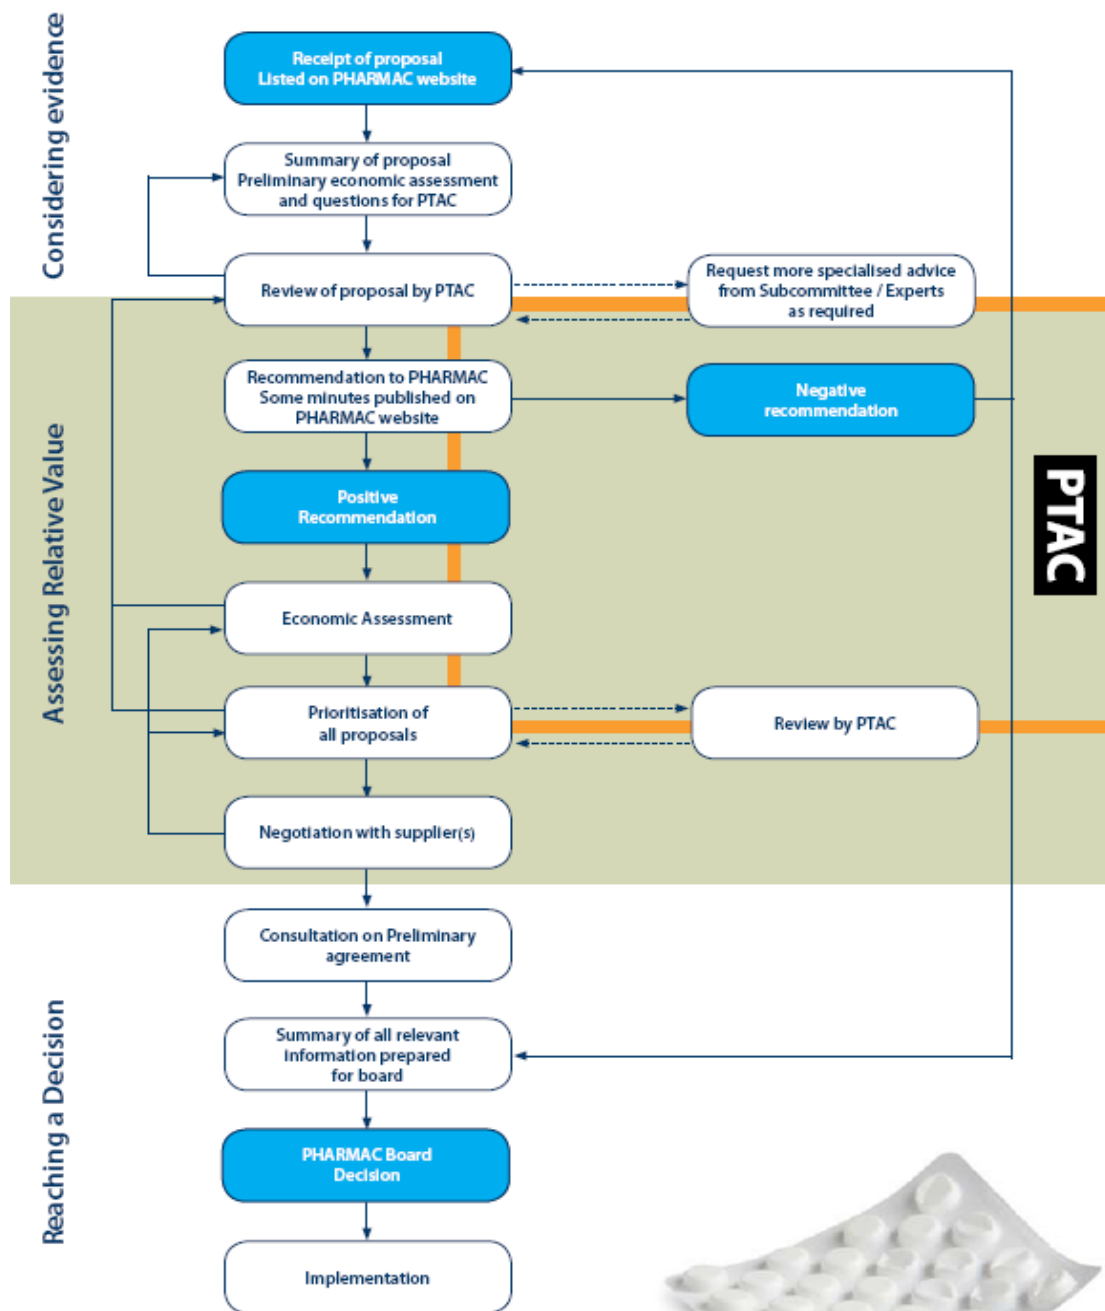 Considering evidence
Receipt of proposal
Listed on PHARMAC website
Summary of proposal
Preliminary economic assessment
and questions for PTAC
Review of proposal by PTAC
Request more specialised advice
from Subcommittee / Experts
as required
Assessing Relative Value
Recommendation to PHARMAC
Some minutes published on
PHARMAC website
Negative
recommendation
PTAC
Positive
Recommendation
Economic Assessment
Prioritisation of
all proposals
Review by PTAC
Negotiation with supplier(s)
Reaching a Decision
Consultation on Preliminary
agreement
Summary of all relevant
information prepared
for board
PHARMAC Board
Decision
Implementation